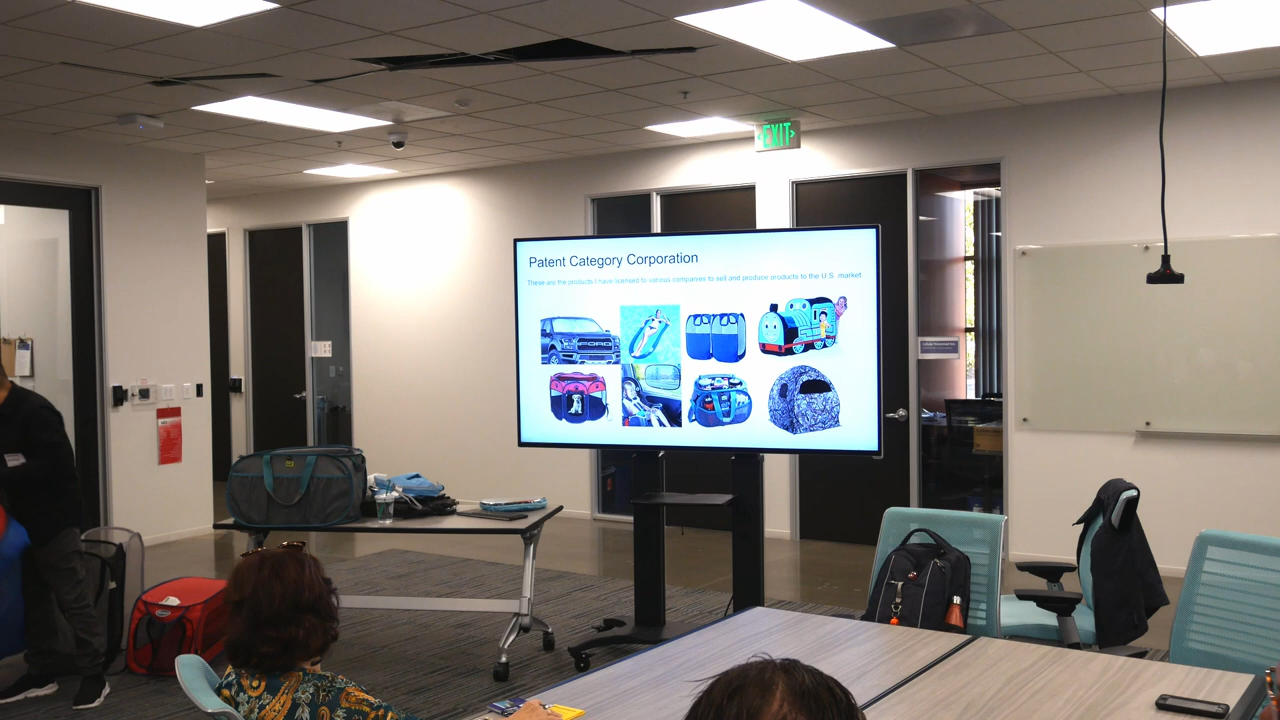 EXIT
Patent Category Corporation
These are the products I have licensed to various companies to sell and produce products to the U.S. market
FORD